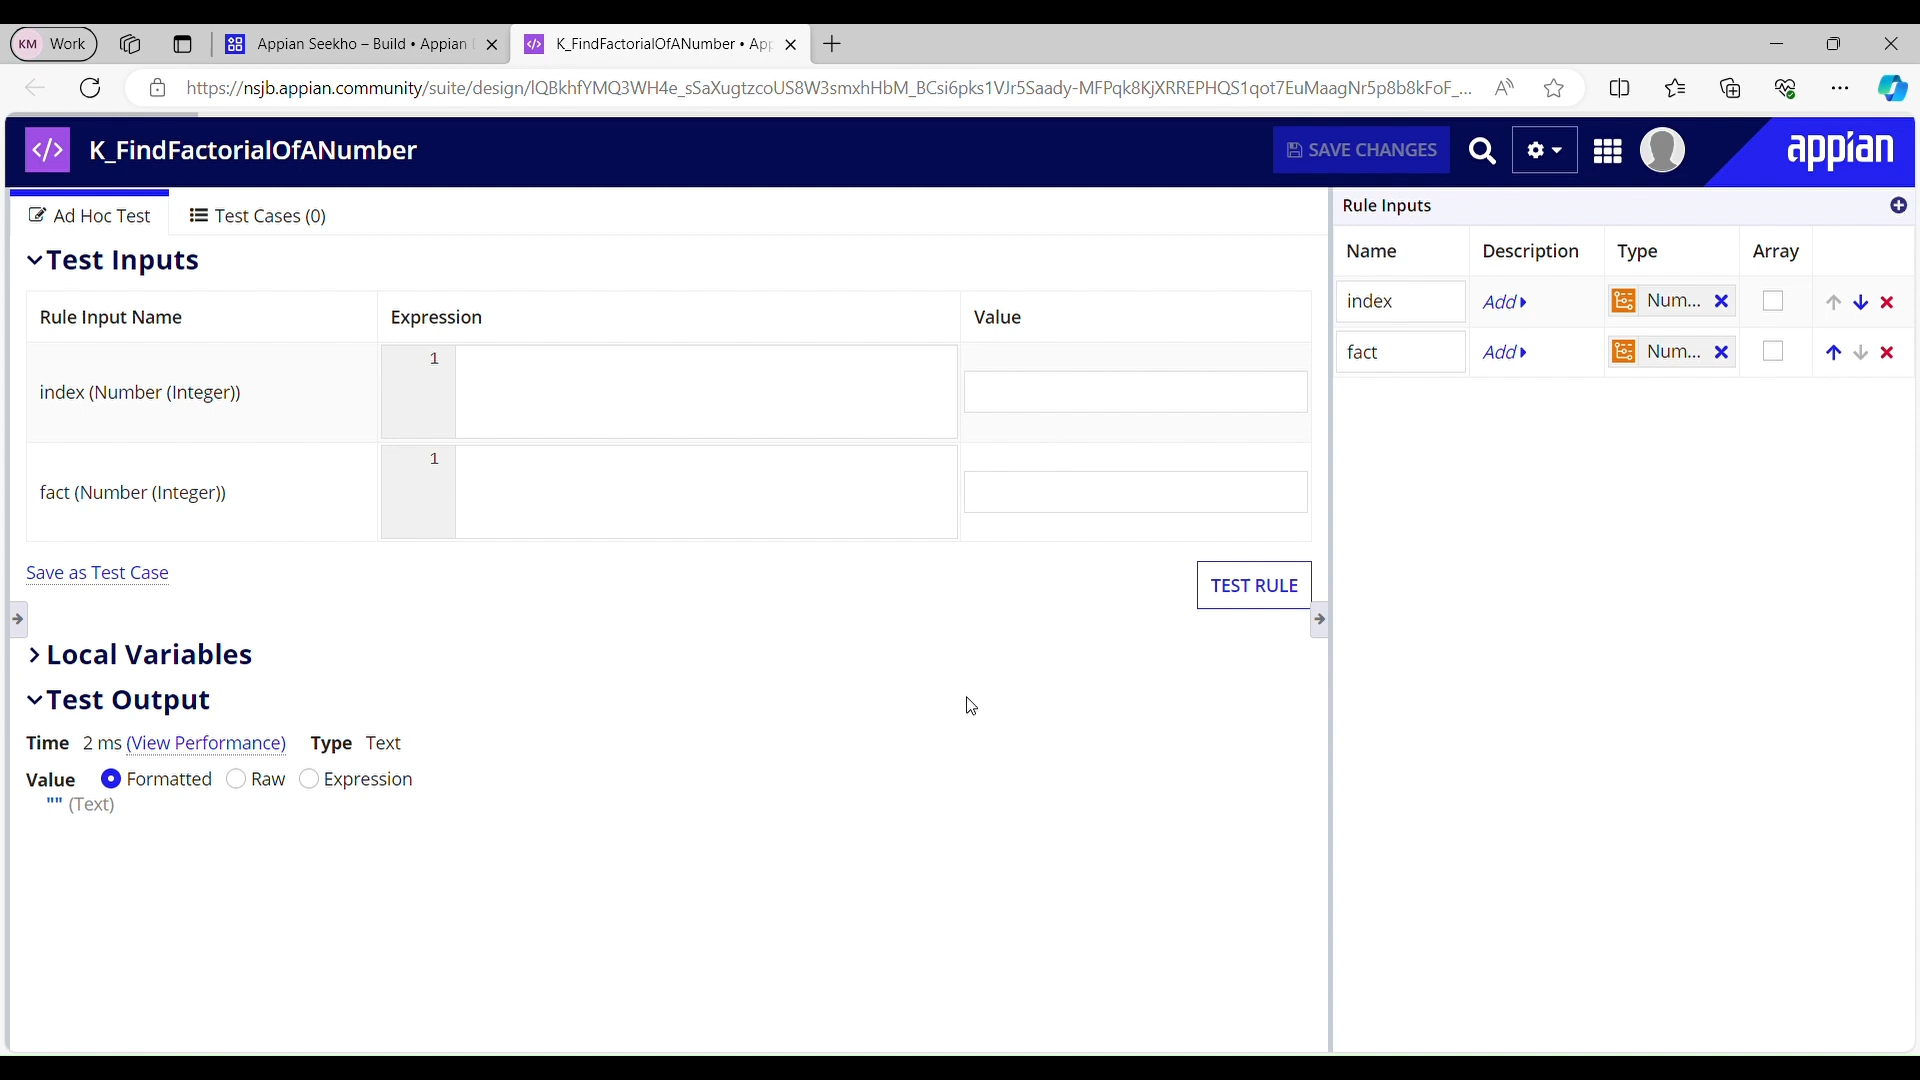 KM Work
Appian Seekho – Build • Appian
K_FindFactorialOfANumber • App
https://nsjb.appian.community/suite/design/lQBkhfYMQ3WH4e_sSaXugtzcoUS8W3smxhHbM_BCsi6pks1VJr5Saady-MFPqk8KjXRREPHQS1qot7EuMaagNr5p8b8kFoF_...
K_FindFactorialOfANumber
SAVE CHANGES
appian
Ad Hoc Test
Test Cases (0)
Test Inputs
Rule Input Name
Expression
Value
index (Number (Integer))
1
fact (Number (Integer))
1
Save as Test Case
TEST RULE
Local Variables
Test Output
Time 2 ms (View Performance) Type Text
Value Formatted Raw Expression
"" (Text)
Rule Inputs
Name Description Type Array
index Add Num...
fact Add Num...